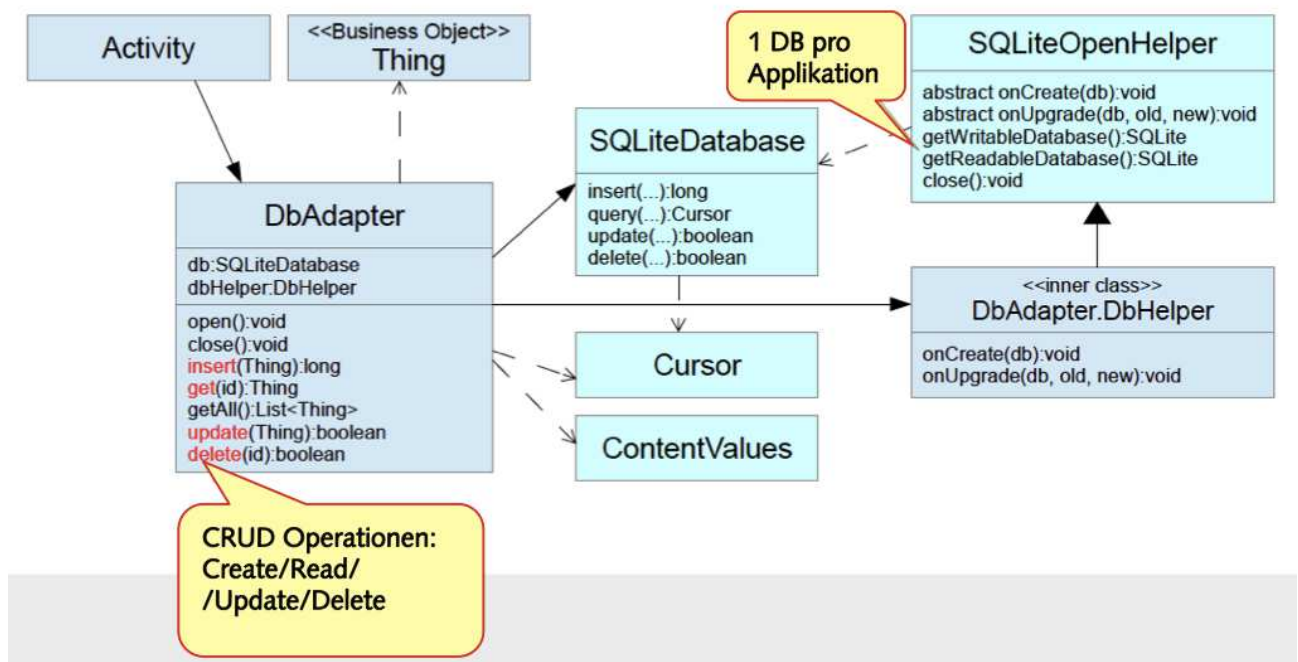 Activity
<<Business Object>>
Thing
1 DB pro
Applikation
SQLiteOpenHelper
abstract onCreate(db):void
abstract onUpgrade(db, old, new):void
getWritableDatabase():SQLite
getReadableDatabase():SQLite
close():void
SQLiteDatabase
insert(...):long
query(...):Cursor
update(...):boolean
delete(...):boolean
DbAdapter
db:SQLiteDatabase
dbHelper:DbHelper
open():void
close():void
insert(Thing):long
get(id):Thing
getAll():List<Thing>
update(Thing):boolean
delete(id):boolean
<<inner class>>
DbAdapter.DbHelper
onCreate(db):void
onUpgrade(db, old, new):void
Cursor
ContentValues
CRUD Operationen:
Create/Read/
/Update/Delete